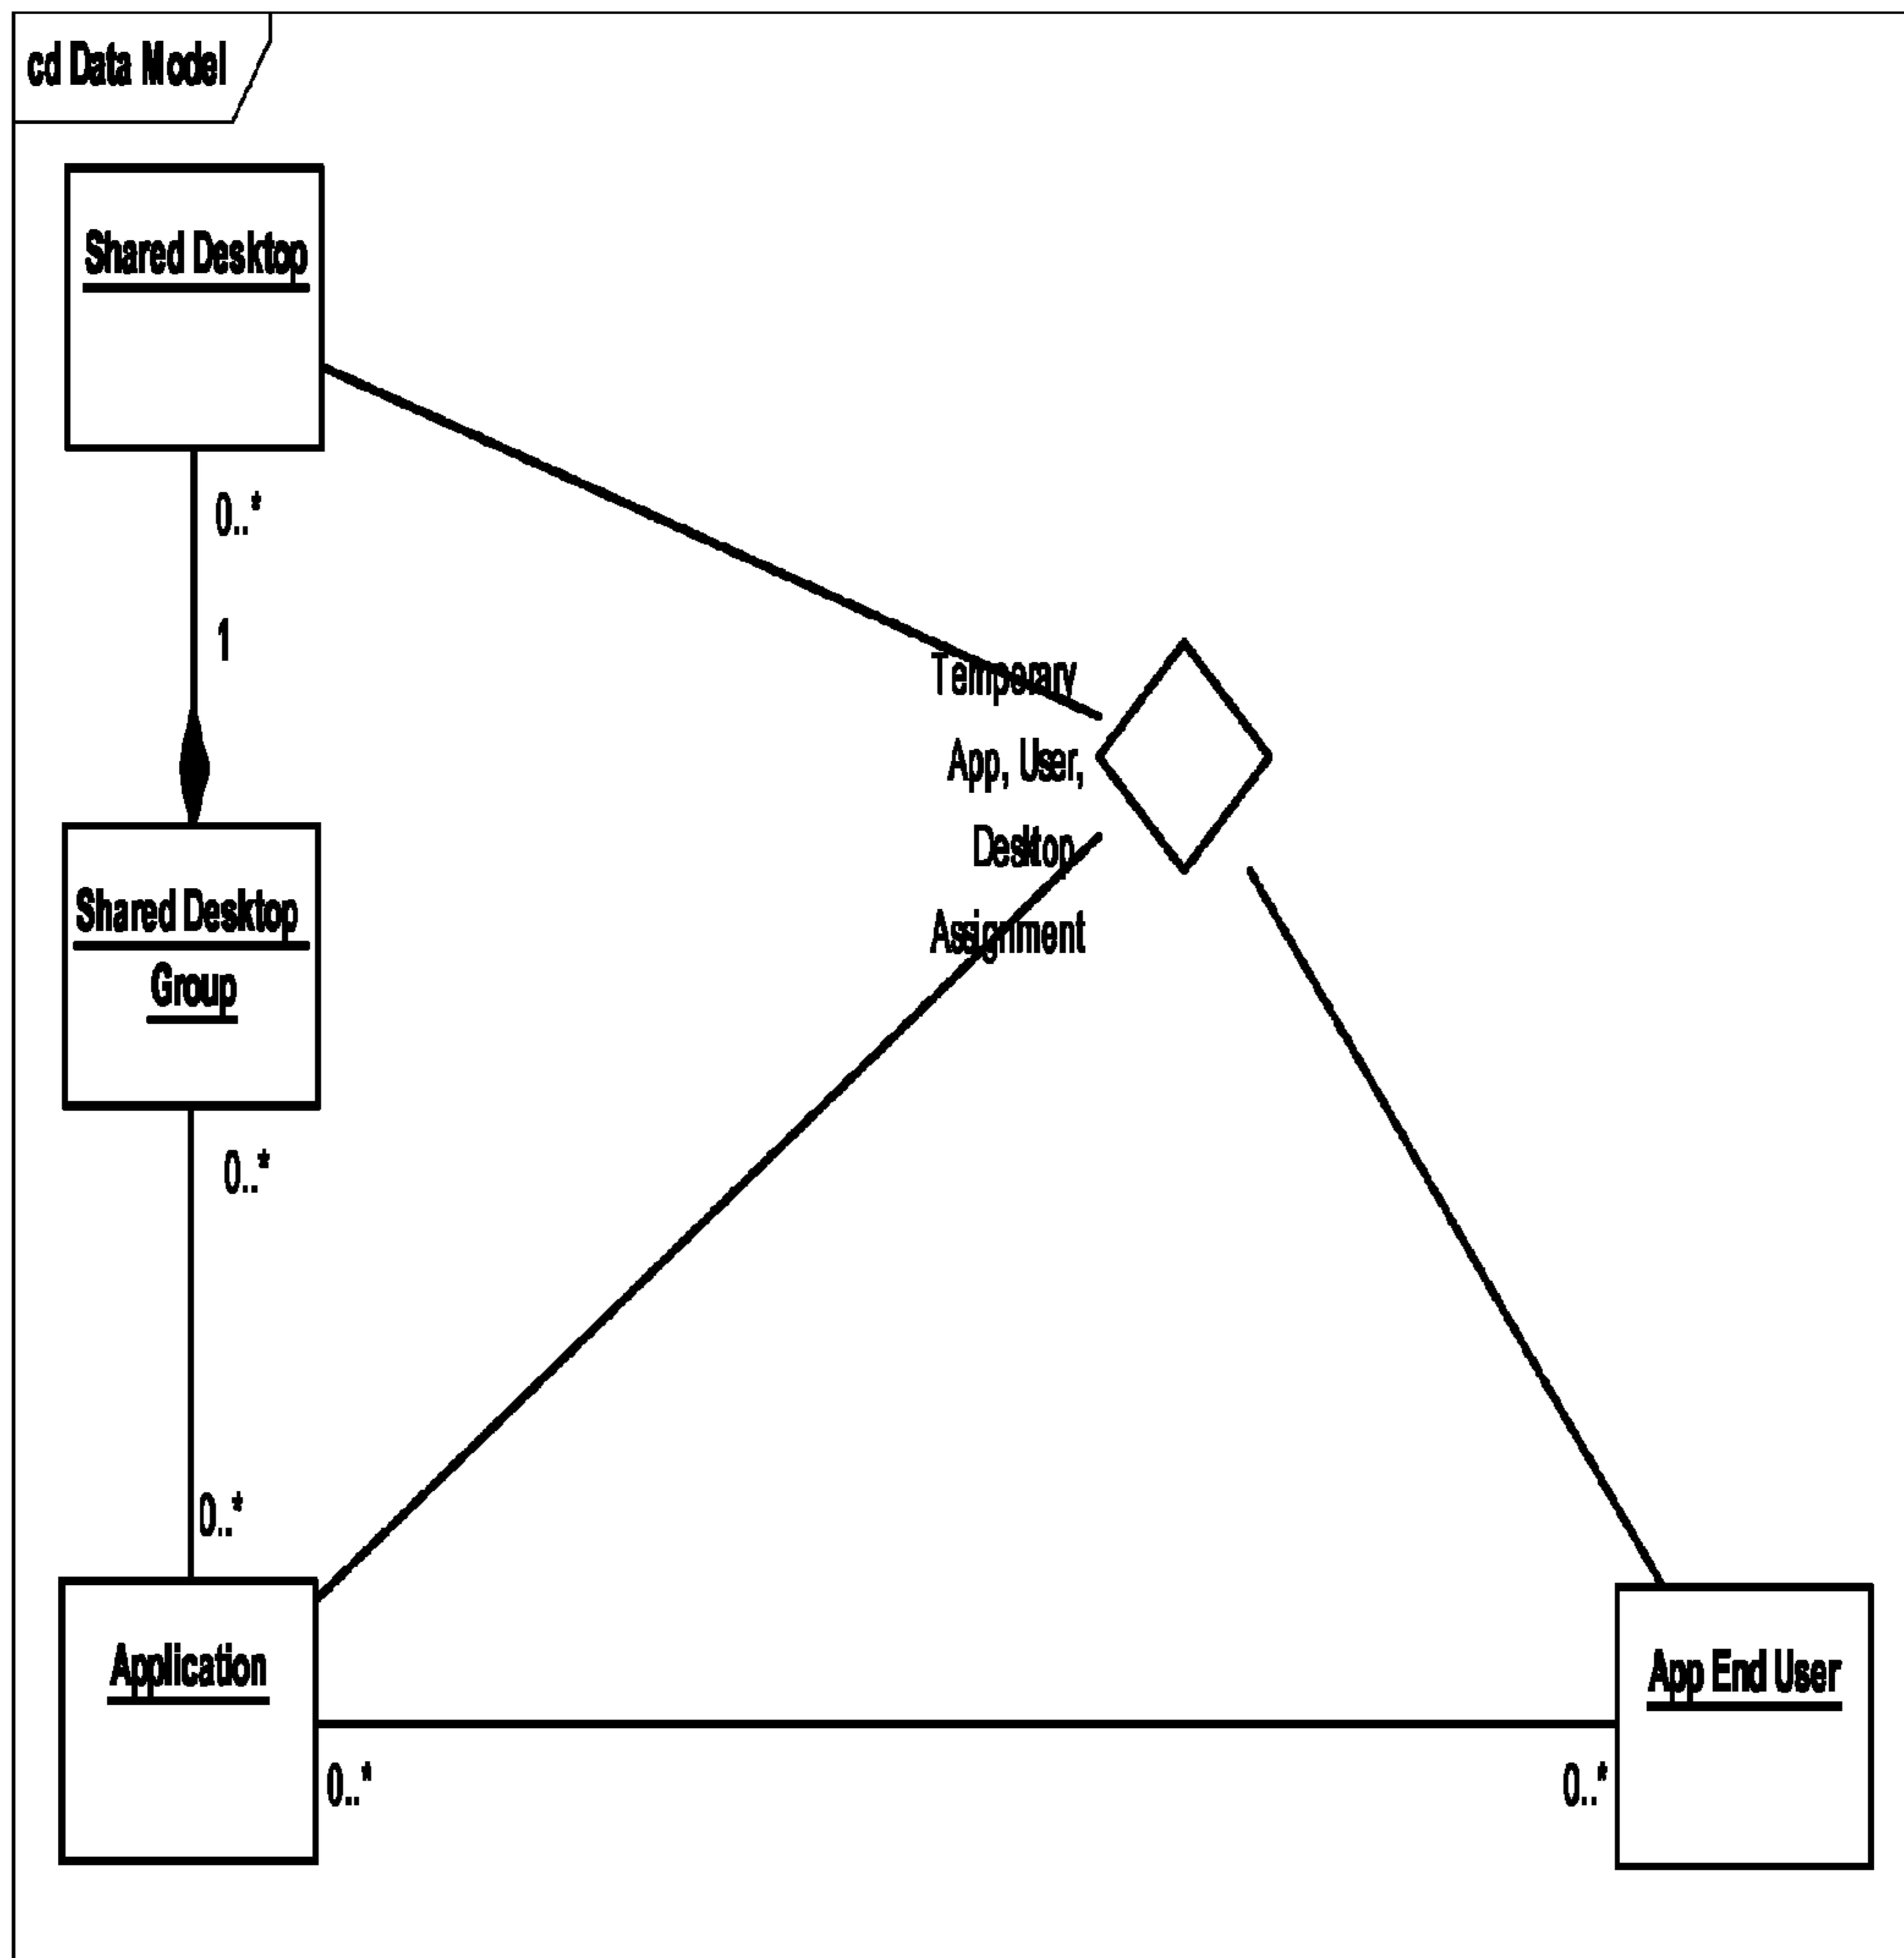 cd Data Model
Shared Desktop
0..*
1
Temporary
App, User,
Desktop
Assignment
Shared Desktop
Group
0..*
0..*
Application
App End User
0..*
0..*